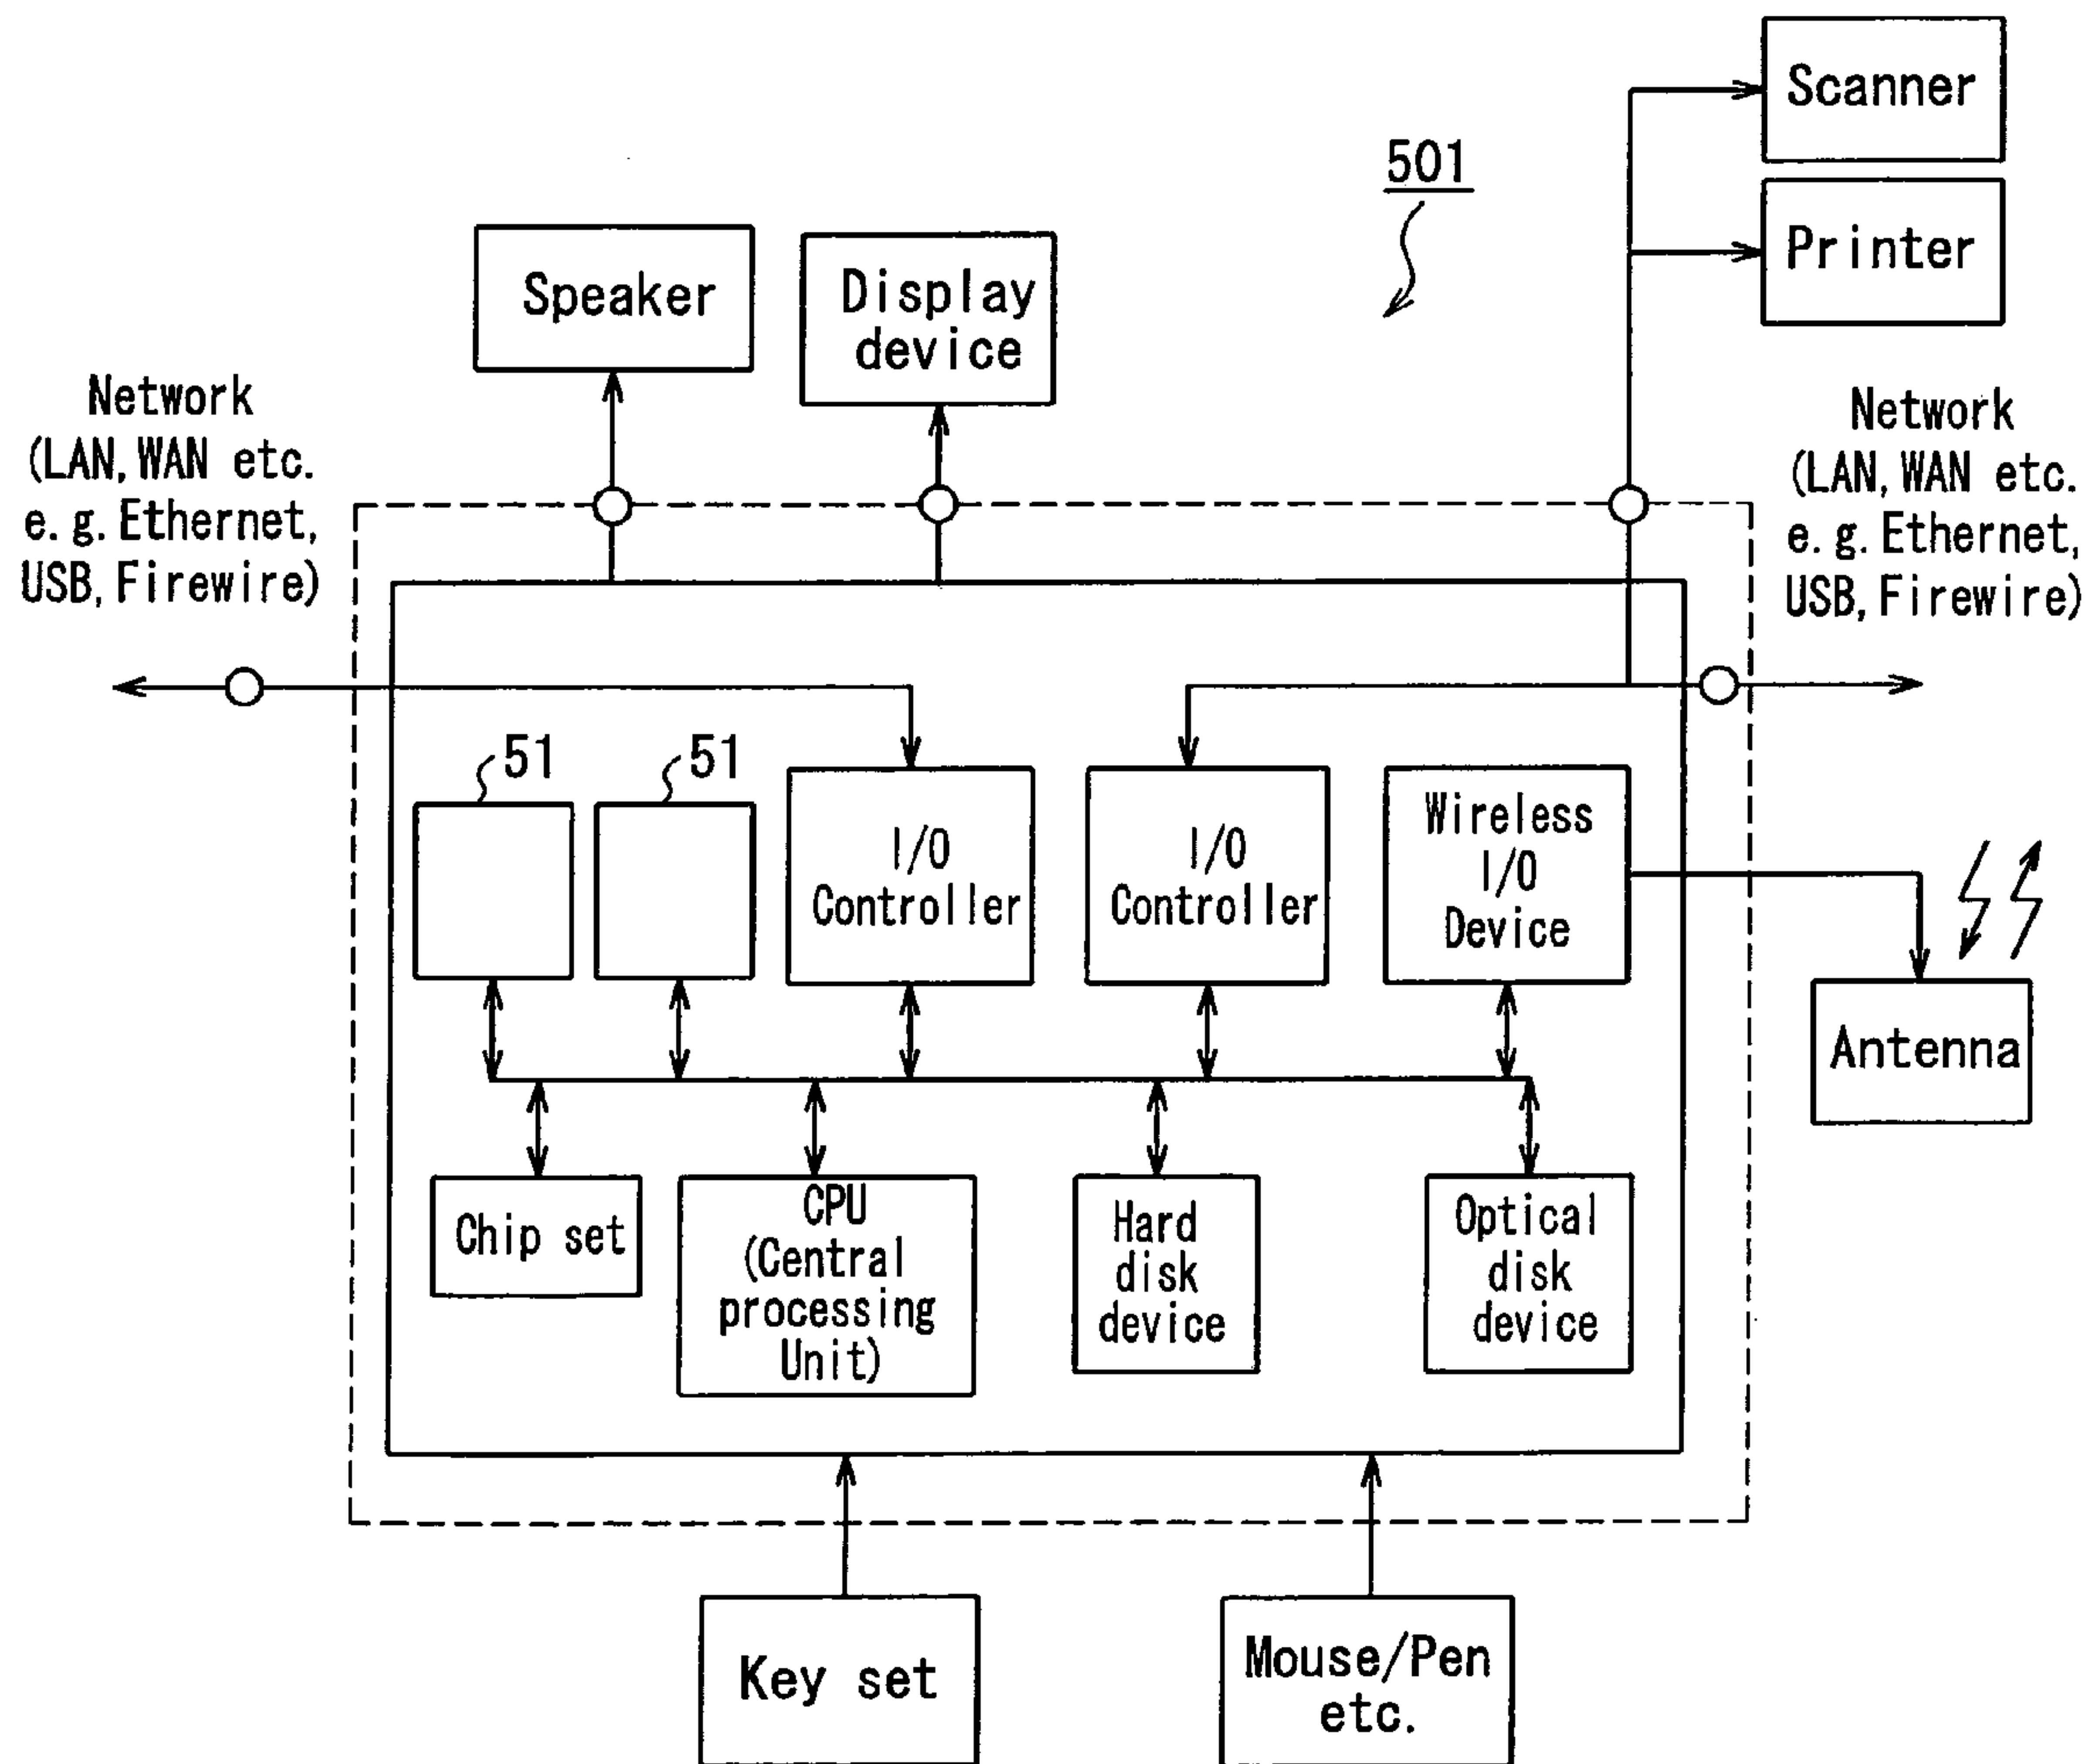 Scanner
501
Printer
Speaker
Display
device
Network
(LAN, WAN etc.
e. g. Ethernet,
USB, Firewire)
Network
(LAN, WAN etc.
e. g. Ethernet,
USB, Firewire)
51
51
I/O
Controller
I/O
Controller
Wireless
I/O
Device
Antenna
Chip set
CPU
(Central
processing
Unit)
Hard
disk
device
Optical
disk
device
Key set
Mouse/Pen
etc.